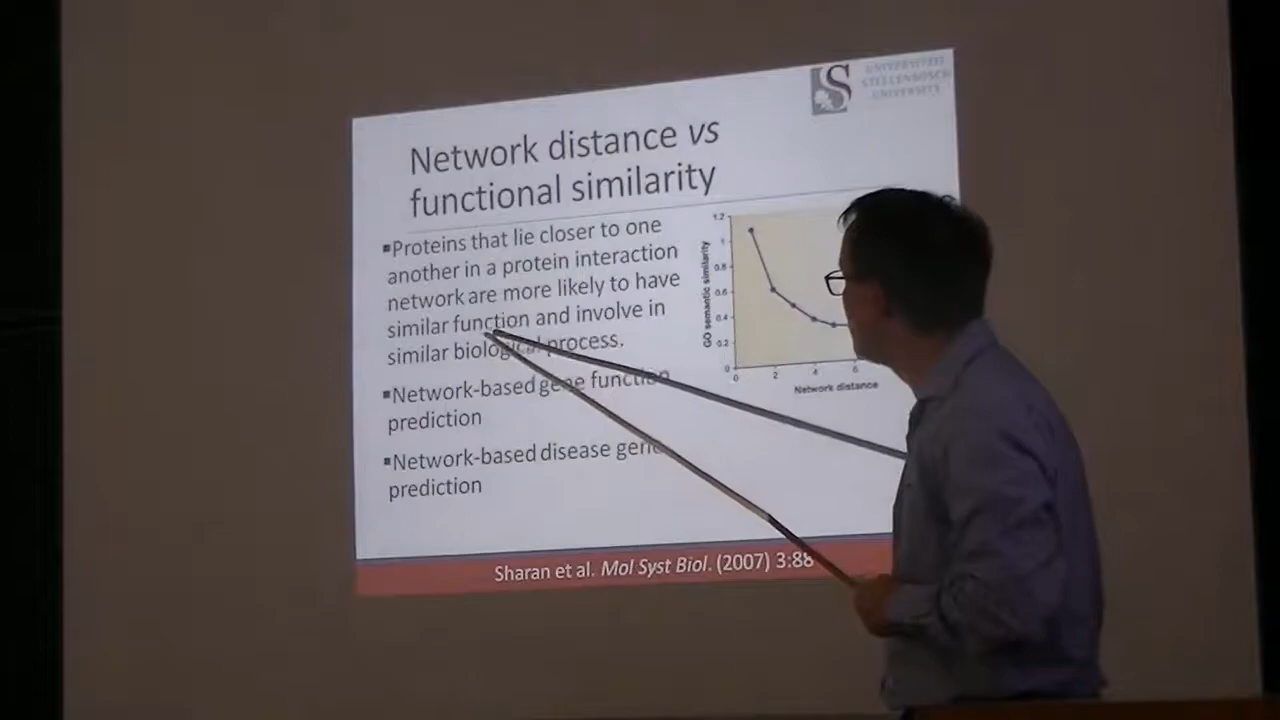 UNIVERSITEIT
STELLENBOSCH
UNIVERSITY
Network distance vs
functional similarity
▪Proteins that lie closer to one
another in a protein interaction
network are more likely to have
similar function and involve in
similar biological process.
▪Network-based gene function
prediction
▪Network-based disease gene
prediction
1.2
1
0.8
0.6
0.4
0.2
0
GO semantic similarity
0 2 4 6
Network distance
Sharan et al. Mol Syst Biol. (2007) 3:88